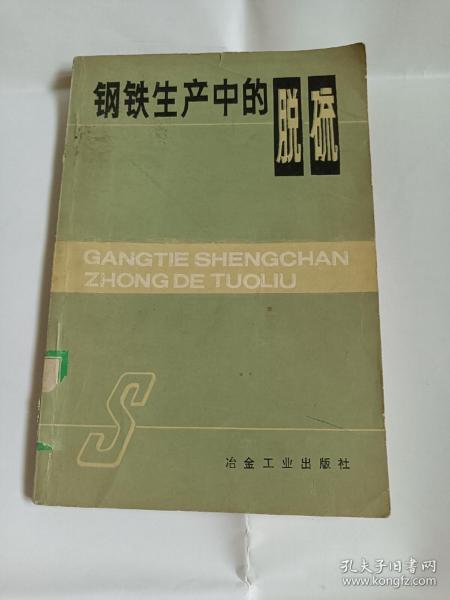 钢铁生产中的脱硫
GANGTIE SHENGCHAN
ZHONG DE TUOLIU
S
冶金工业出版社
孔夫子旧书网
www.kongfz.com